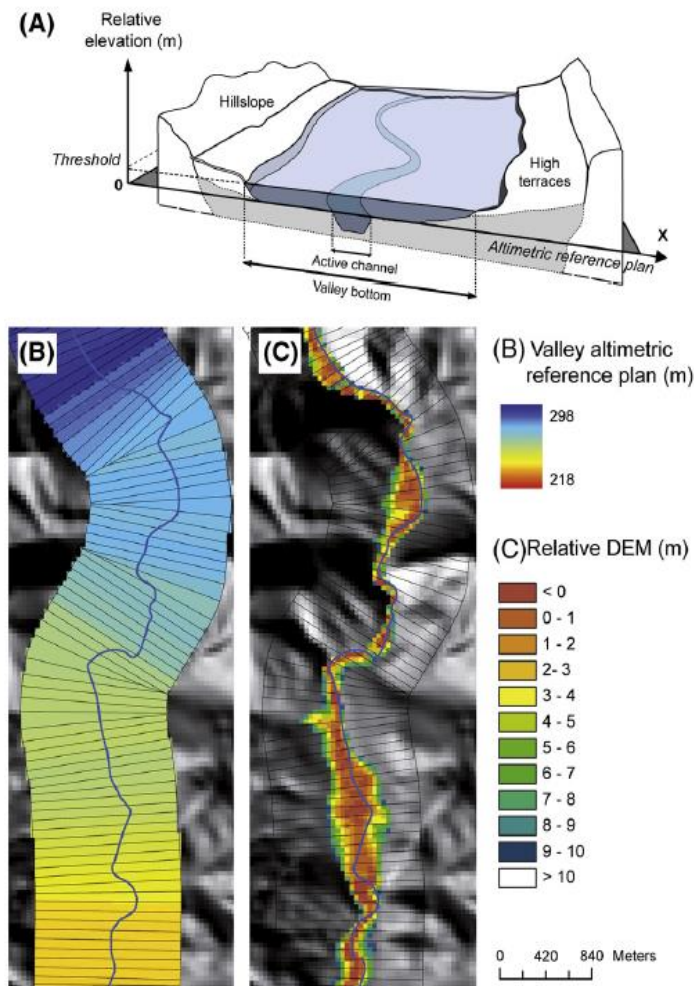 (A)
Relative
elevation (m)
Hillslope
Threshold
0
High
terraces
X
Altimetric reference plan
Active channel
Valley bottom
(B)
(C)
(B) Valley altimetric
reference plan (m)
298
218
(C) Relative DEM (m)
< 0
0 - 1
1 - 2
2- 3
3 - 4
4 - 5
5 - 6
6 - 7
7 - 8
8 - 9
9 - 10
> 10
0 420 840 Meters